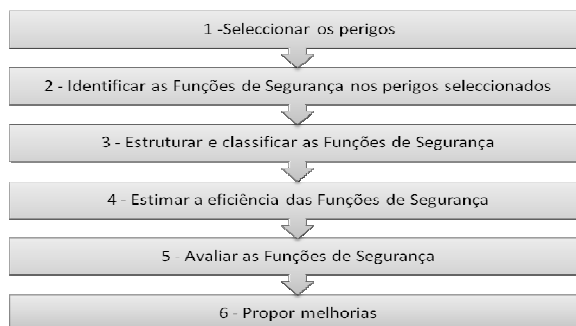 1 -Seleccionar os perigos
2 - Identificar as Funções de Segurança nos perigos seleccionados
3 - Estruturar e classificar as Funções de Segurança
4 - Estimar a eficiência das Funções de Segurança
5 - Avaliar as Funções de Segurança
6 - Propor melhorias